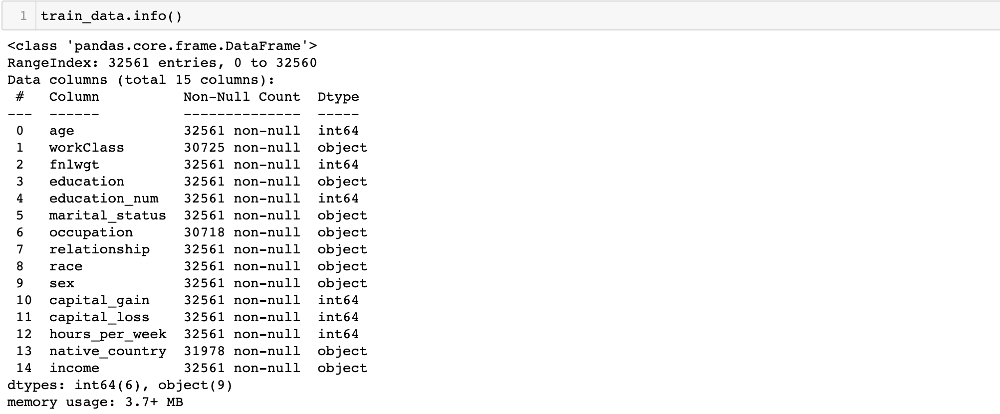 1 train_data.info()
<class 'pandas.core.frame.DataFrame'>
RangeIndex: 32561 entries, 0 to 32560
Data columns (total 15 columns):
 #   Column          Non-Null Count  Dtype
---  ------          --------------  -----
 0   age             32561 non-null  int64
 1   workClass       30725 non-null  object
 2   fnlwgt          32561 non-null  int64
 3   education       32561 non-null  object
 4   education_num   32561 non-null  int64
 5   marital_status  32561 non-null  object
 6   occupation      30718 non-null  object
 7   relationship    32561 non-null  object
 8   race            32561 non-null  object
 9   sex             32561 non-null  object
 10  capital_gain    32561 non-null  int64
 11  capital_loss    32561 non-null  int64
 12  hours_per_week  32561 non-null  int64
 13  native_country  31978 non-null  object
 14  income          32561 non-null  object
dtypes: int64(6), object(9)
memory usage: 3.7+ MB